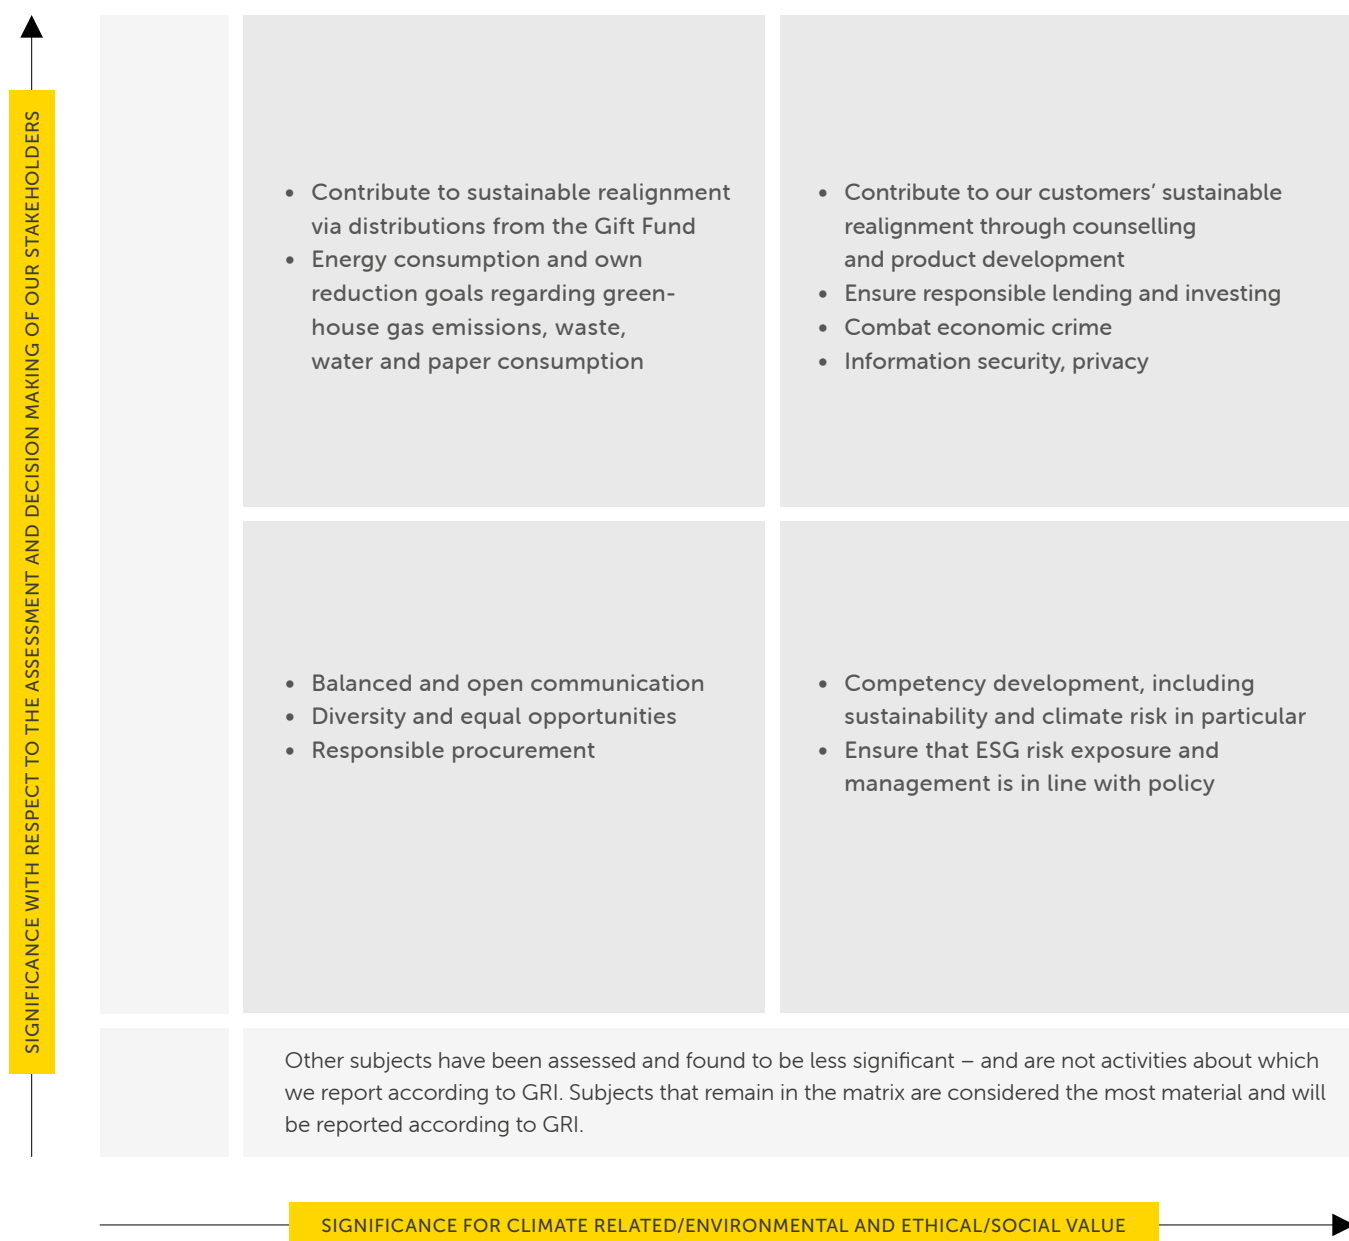 SIGNIFICANCE WITH RESPECT TO THE ASSESSMENT AND DECISION MAKING OF OUR STAKEHOLDERS
• Contribute to sustainable realignment
via distributions from the Gift Fund
• Energy consumption and own
reduction goals regarding green-
house gas emissions, waste,
water and paper consumption
• Contribute to our customers’ sustainable
realignment through counselling
and product development
• Ensure responsible lending and investing
• Combat economic crime
• Information security, privacy
• Balanced and open communication
• Diversity and equal opportunities
• Responsible procurement
• Competency development, including
sustainability and climate risk in particular
• Ensure that ESG risk exposure and
management is in line with policy
Other subjects have been assessed and found to be less significant – and are not activities about which
we report according to GRI. Subjects that remain in the matrix are considered the most material and will
be reported according to GRI.
SIGNIFICANCE FOR CLIMATE RELATED/ENVIRONMENTAL AND ETHICAL/SOCIAL VALUE